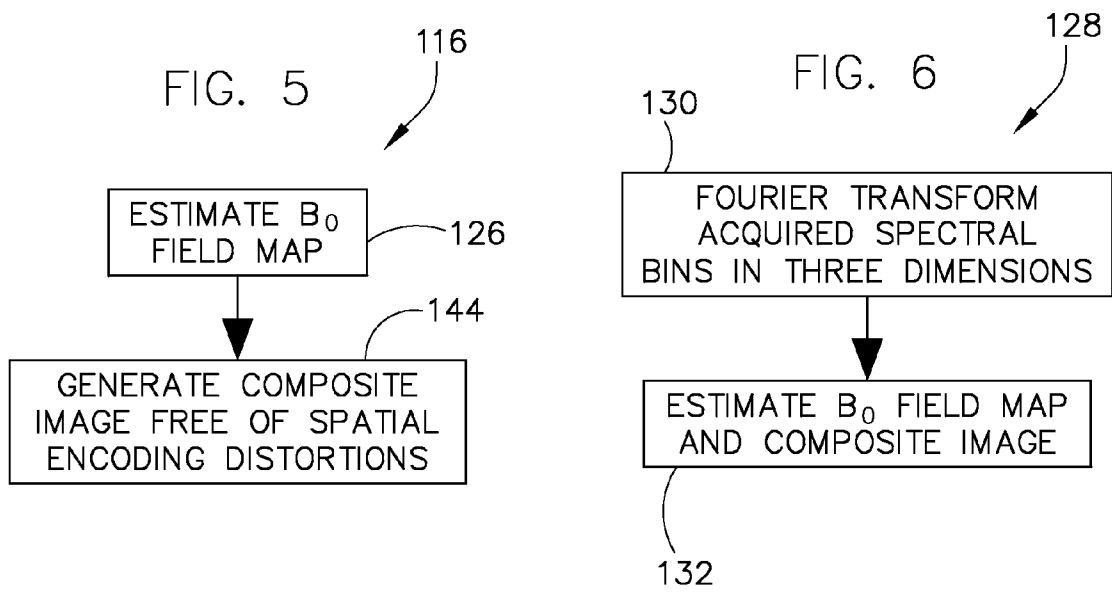 116
FIG. 5
ESTIMATE B₀
FIELD MAP
126
144
GENERATE COMPOSITE
IMAGE FREE OF SPATIAL
ENCODING DISTORTIONS
128
FIG. 6
130
FOURIER TRANSFORM
ACQUIRED SPECTRAL
BINS IN THREE DIMENSIONS
ESTIMATE B₀ FIELD MAP
AND COMPOSITE IMAGE
132